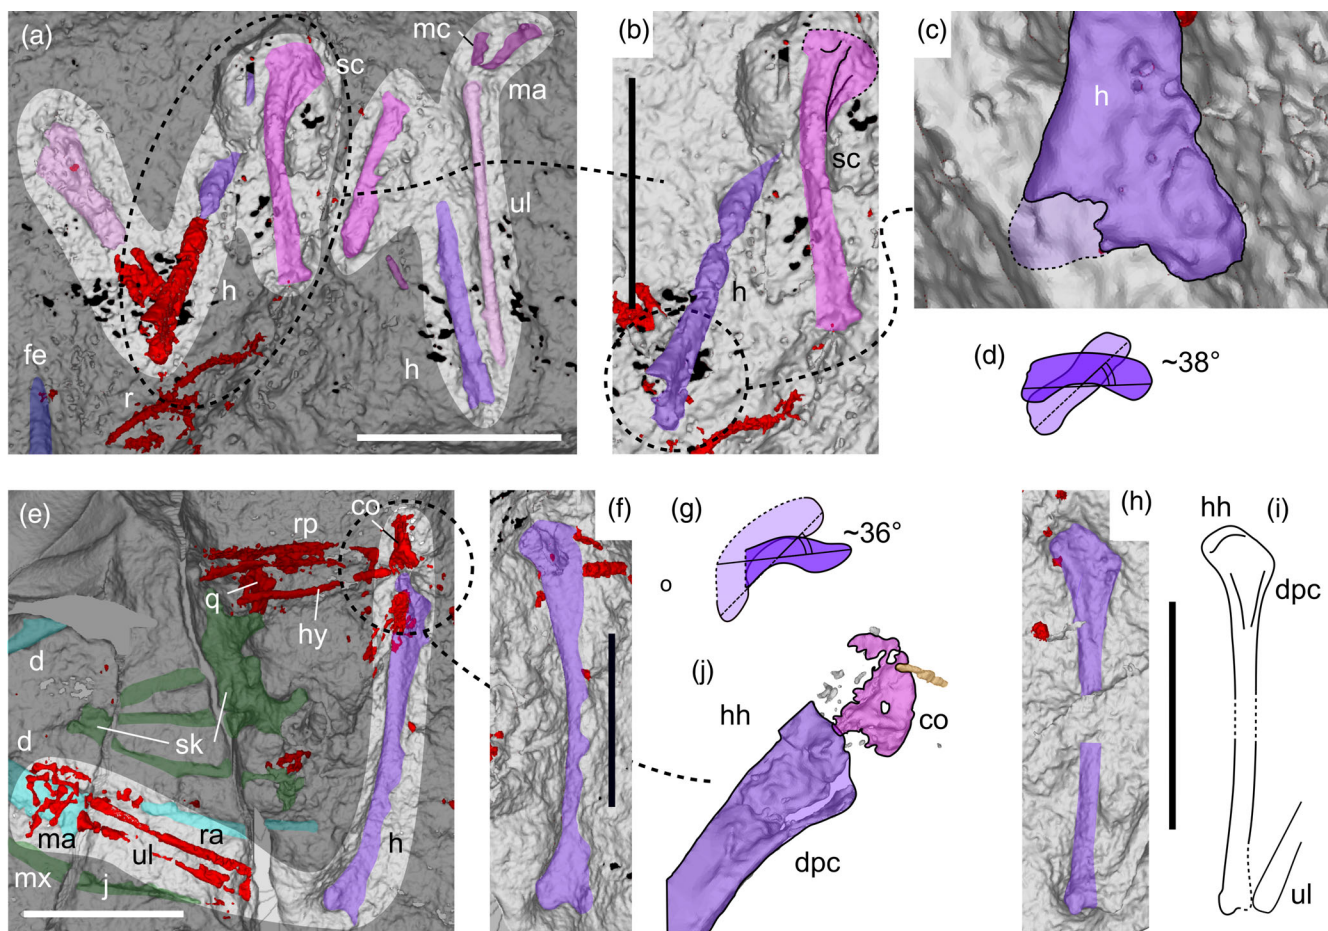 (a)
mc
sc
ma
ul
h
h
fe
r
(b)
sc
h
(c)
h
(d)
~38°
(e)
co
rp
q
hy
d
sk
d
ma
ul
ra
h
mx
j
(f)
(g)
~36°
o
(j)
hh
co
dpc
(h)
hh
(i)
dpc
ul